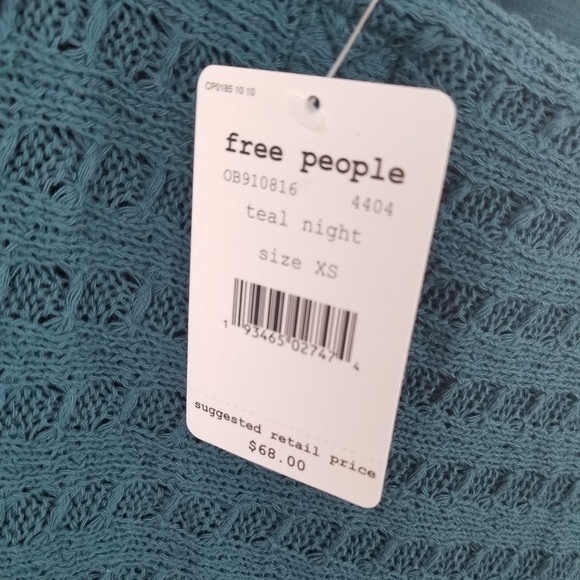 CP0185 10 10
free people
OB910816 4404
teal night
size XS
1 93465 02747 4
suggested retail price
$68.00